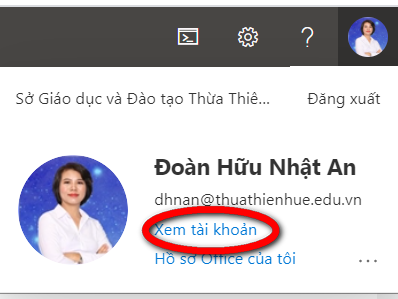 Sở Giáo dục và Đào tạo Thừa Thiê... Đăng xuất
Đoàn Hữu Nhật An
dhnan@thuathienhue.edu.vn
Xem tài khoản
Hồ sơ Office của tôi ...